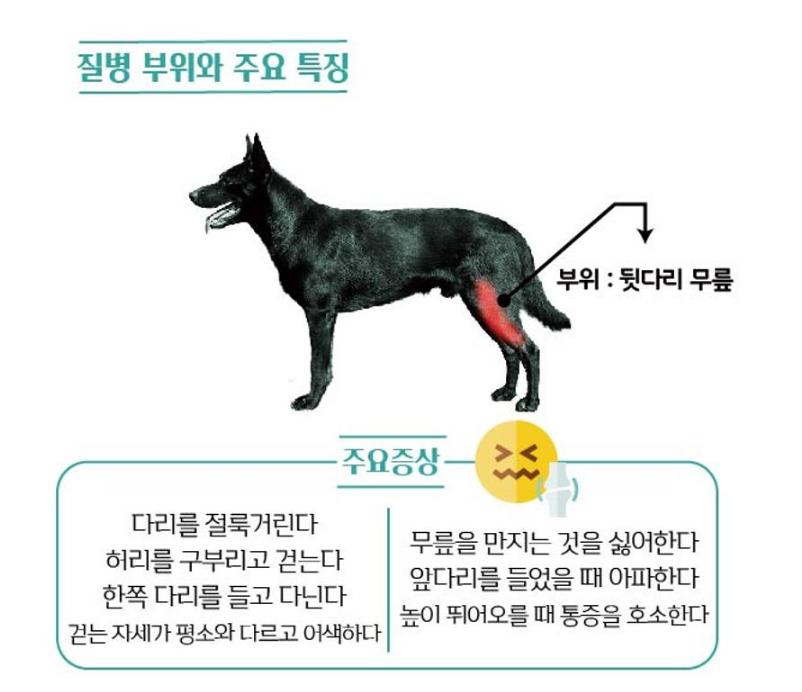 질병 부위와 주요 특징
부위 : 뒷다리 무릎
주요증상
다리를 절룩거린다
허리를 구부리고 걷는다
한쪽 다리를 들고 다닌다
걷는 자세가 평소와 다르고 어색하다
무릎을 만지는 것을 싫어한다
앞다리를 들었을 때 아파한다
높이 뛰어오를 때 통증을 호소한다